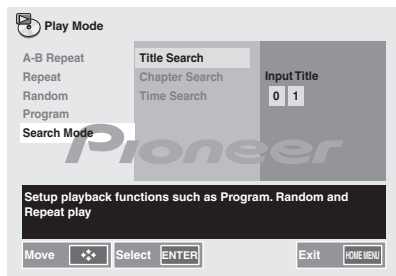 Play Mode
A-B Repeat
Repeat
Random
Program
Search Mode
Title Search
Chapter Search
Time Search
Input Title
0 1
Pioneer
Setup playback functions such as Program. Random and
Repeat play
Move
Select ENTER
Exit HOME MENU